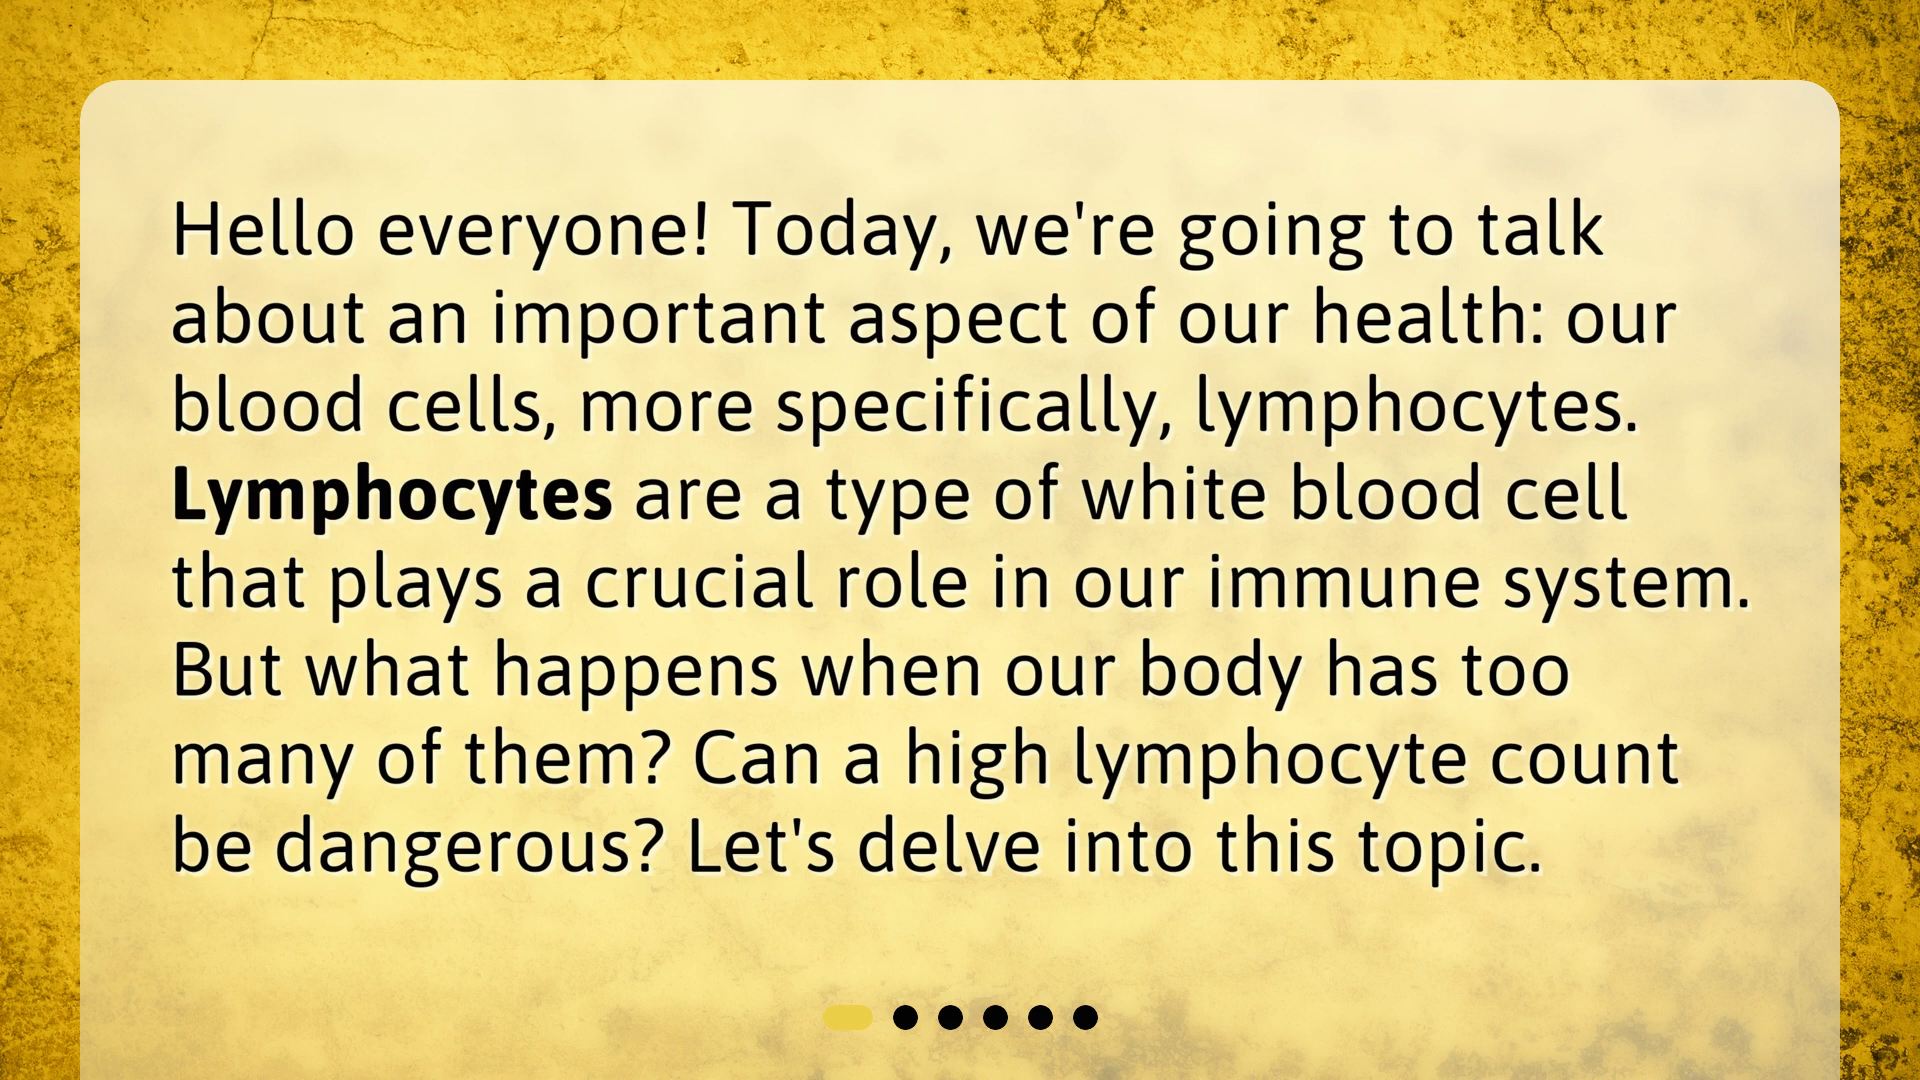 Hello everyone! Today, we're going to talk
about an important aspect of our health: our
blood cells, more specifically, lymphocytes.
Lymphocytes are a type of white blood cell
that plays a crucial role in our immune system.
But what happens when our body has too
many of them? Can a high lymphocyte count
be dangerous? Let's delve into this topic.